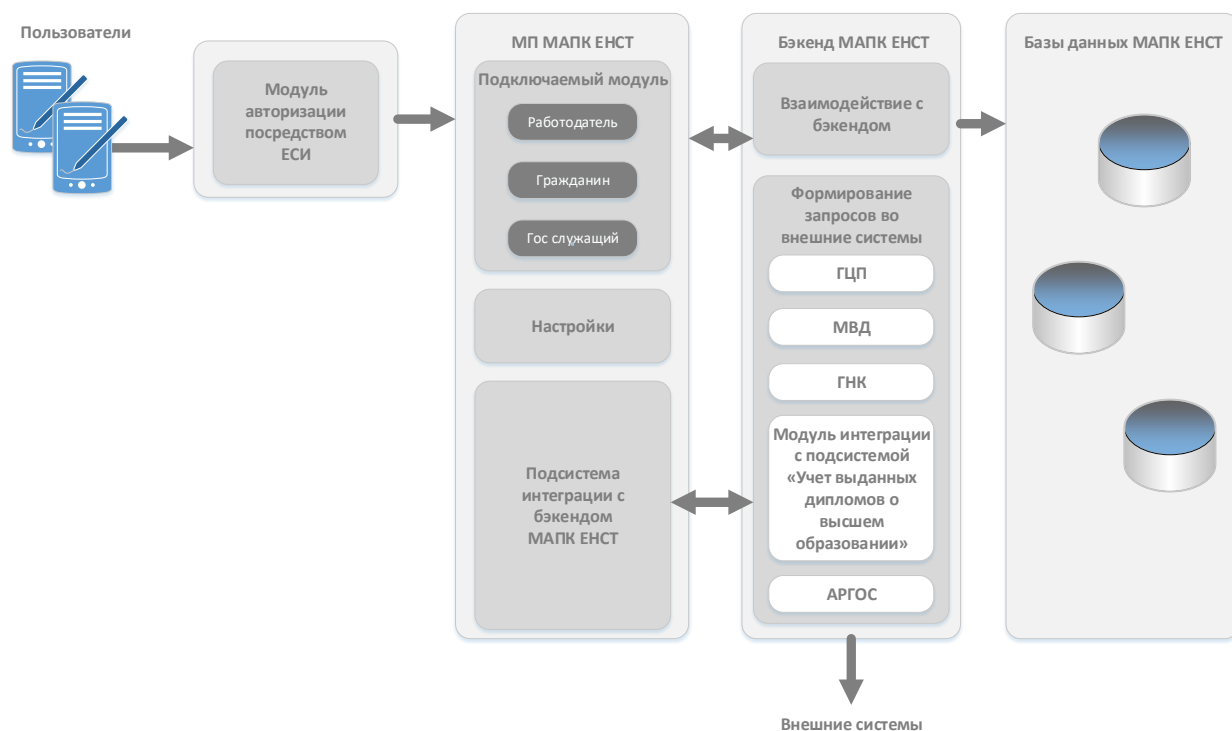 Пользователи
Модуль
авторизации
посредством
ЕСИ
МП МАПК ЕНСТ
Подключаемый модуль
Работодатель
Гражданин
Гос служащий
Настройки
Подсистема
интеграции с
бэкендом
МАПК ЕНСТ
Бэкенд МАПК ЕНСТ
Взаимодействие с
бэкендом
Формирование
запросов во
внешние системы
ГЦП
МВД
ГНК
Модуль интеграции
с подсистемой
«Учет выданных
дипломов о
высшем
образовании»
АРГОС
Внешние системы
Базы данных МАПК ЕНСТ